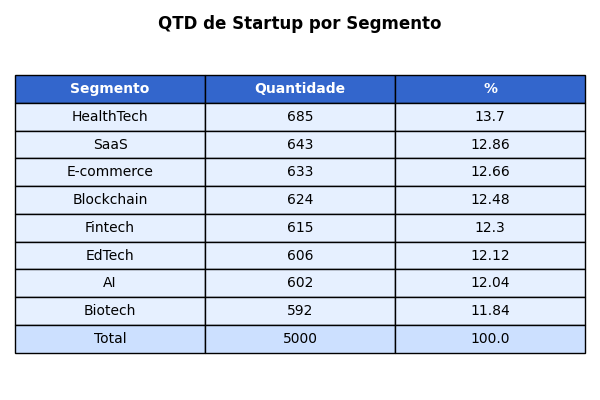 QTD de Startup por Segmento
Segmento Quantidade %
HealthTech 685 13.7
SaaS 643 12.86
E-commerce 633 12.66
Blockchain 624 12.48
Fintech 615 12.3
EdTech 606 12.12
AI 602 12.04
Biotech 592 11.84
Total 5000 100.0